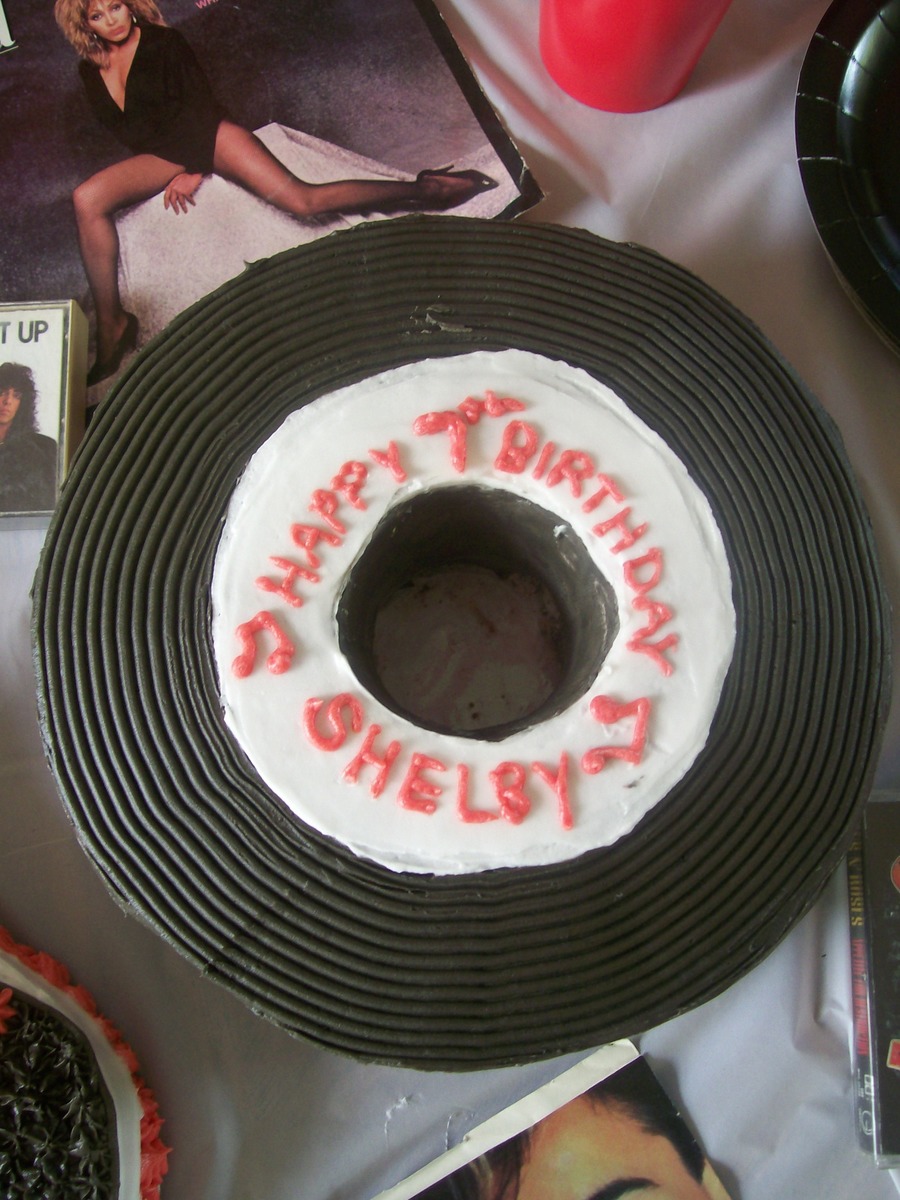 T UP
♫ HAPPY 7TH BIRTHDAY ♫
SHELBY